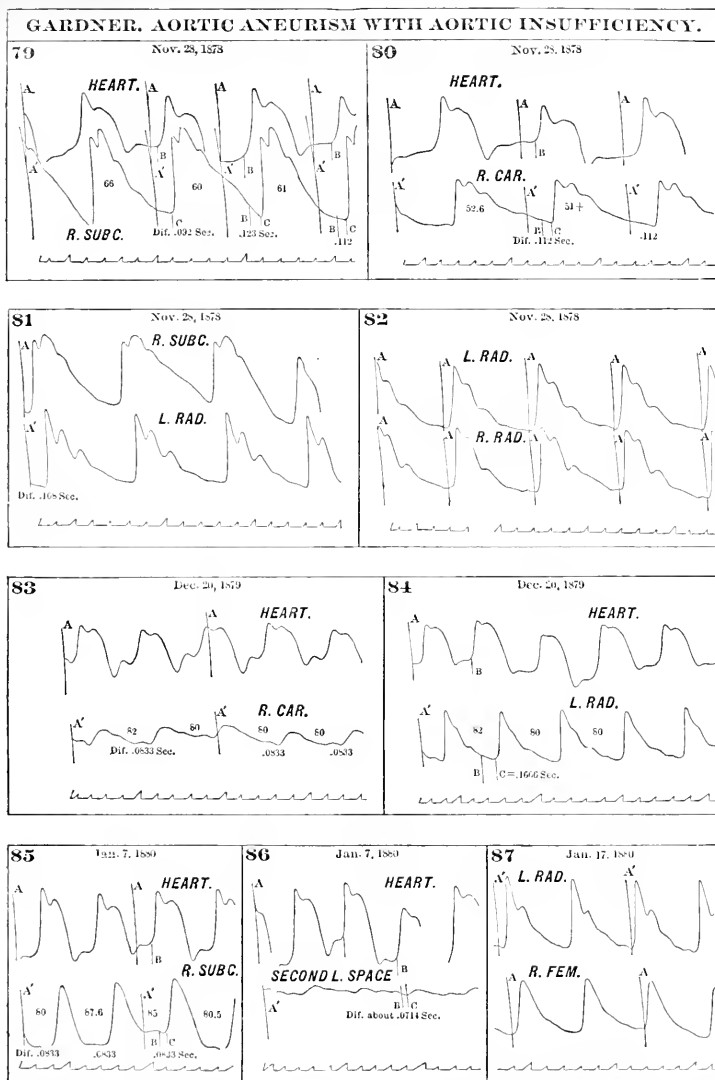 GARDNER. AORTIC ANEURISM WITH AORTIC INSUFFICIENCY.
79
Nov. 28, 1878
HEART.
A A A A
B B B
A' A' A' A'
66 60 61
B C C
R. SUBC.
Dif. .092 Sec. .123 Sec. .112
80
Nov. 28, 1878
HEART.
A A A
B
R. CAR.
A' A' A'
52.6 51+
B C
Dif. .112 Sec. .112
81
Nov. 28, 1878
A R. SUBC.
L. RAD.
A'
Dif. .168 Sec.
82
Nov. 28, 1878
L. RAD.
A A A A A
R. RAD.
A A A A A
83
Dec. 20, 1879
A A HEART.
R. CAR.
A' A'
82 80 80 80
Dif. .0833 Sec. .0833 .0833
84
Dec. 20, 1879
A HEART.
B
L. RAD.
A'
82 80 80
B C=.1666 Sec.
85
Jan. 7, 1880
A A HEART.
B
R. SUBC.
A' A'
80 87.6 85 80.5
B C
Dif. .0833 .0833 .0833 Sec.
86
Jan. 7, 1880
A HEART.
B
SECOND L. SPACE
A' B C
Dif. about .0714 Sec.
87
Jan. 17, 1880
A' L. RAD. A'
R. FEM.
A A